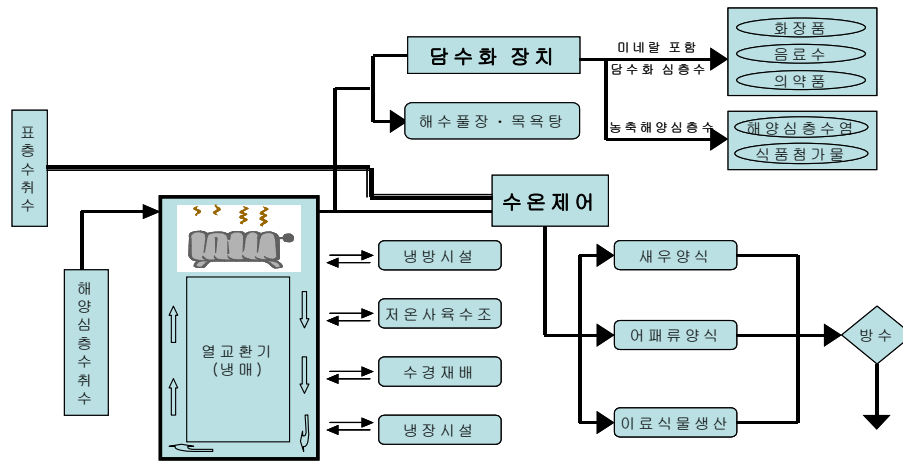 화장품
음료수
의약품
미네랄 포함
담수화 심층수
담수화 장치
해수풀장・목욕탕
농축해양심층수
해양심층수염
식품첨가물
표층수취수
수온제어
해양심층수취수
냉방시설
저온사육수조
수경재배
냉장시설
열교환기
(냉매)
새우양식
어패류양식
이료식물생산
방수